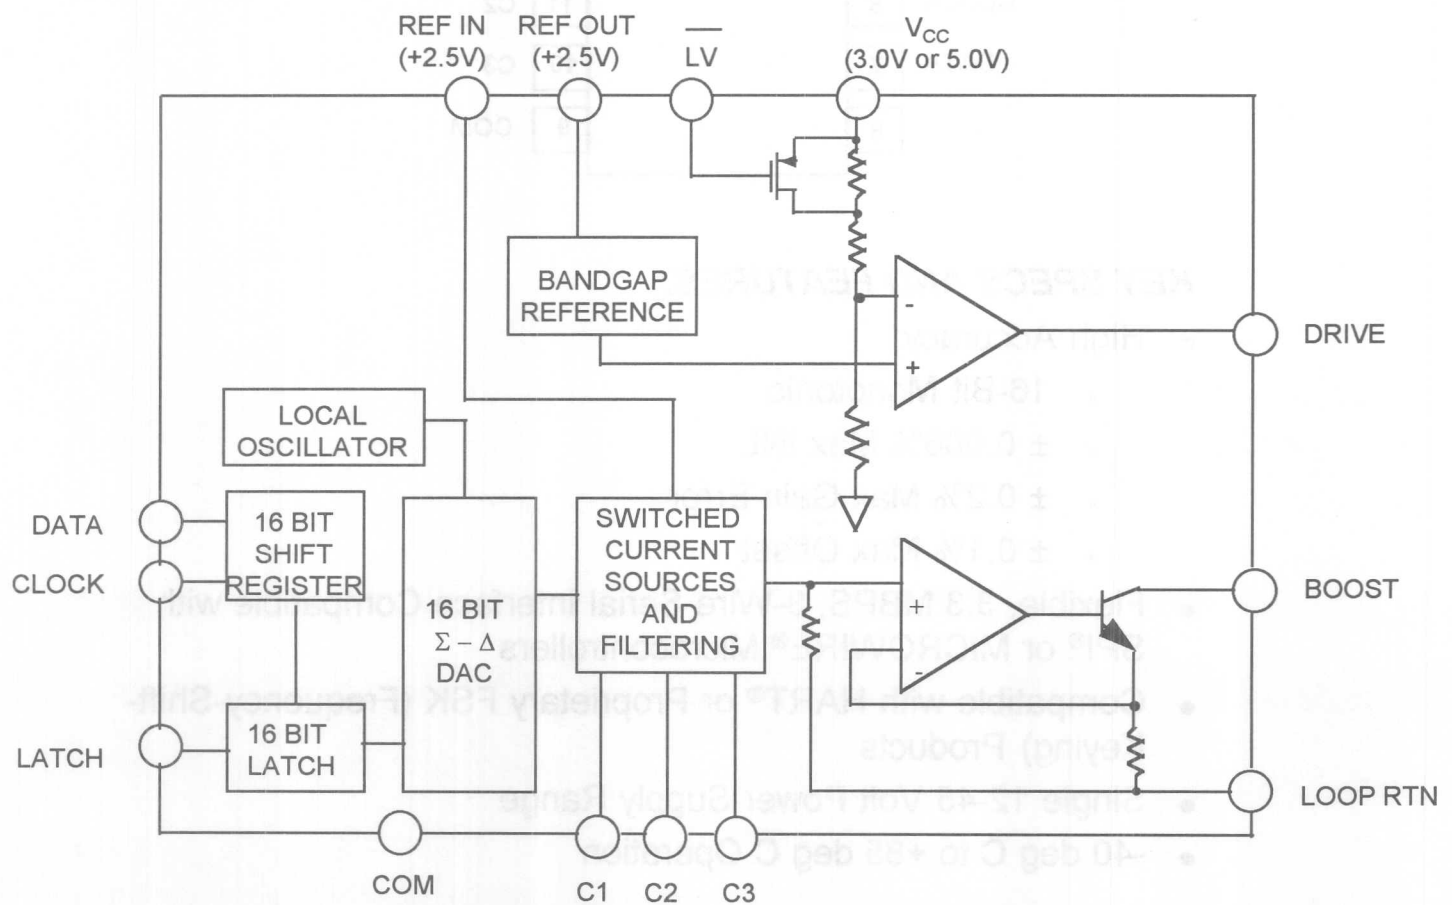 REF IN
(+2.5V)
REF OUT
(+2.5V)
LV
VCC
(3.0V or 5.0V)
BANDGAP
REFERENCE
-
+
DRIVE
LOCAL
OSCILLATOR
DATA
CLOCK
16 BIT
SHIFT
REGISTER
16 BIT
Σ – Δ
DAC
SWITCHED
CURRENT
SOURCES
AND
FILTERING
+
-
BOOST
LATCH
16 BIT
LATCH
LOOP RTN
COM
C1
C2
C3